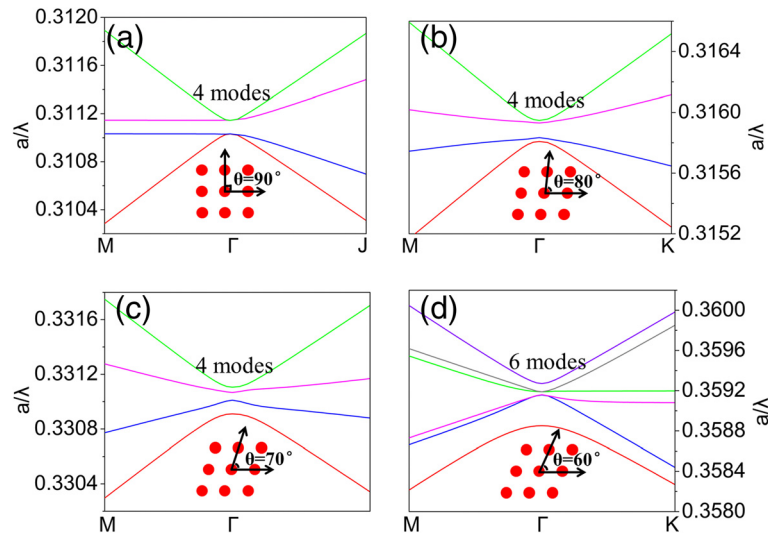 (a)
0.3120
0.3116
0.3112
0.3108
0.3104
a/λ
4 modes
θ=90°
M Γ J
(b)
0.3164
0.3160
0.3156
0.3152
a/λ
4 modes
θ=80°
M Γ K
(c)
0.3316
0.3312
0.3308
0.3304
a/λ
4 modes
θ=70°
M Γ
(d)
0.3600
0.3596
0.3592
0.3588
0.3584
0.3580
a/λ
6 modes
θ=60°
M Γ K